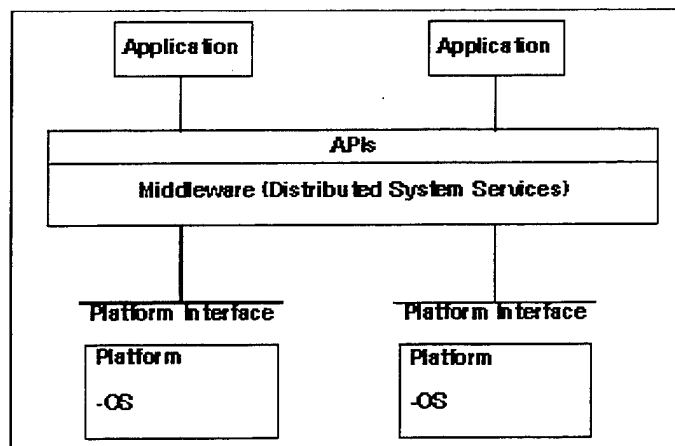 Application Application
APIs
Middleware (Distributed System Services)
Platform Interface Platform Interface
Platform Platform
-OS -OS